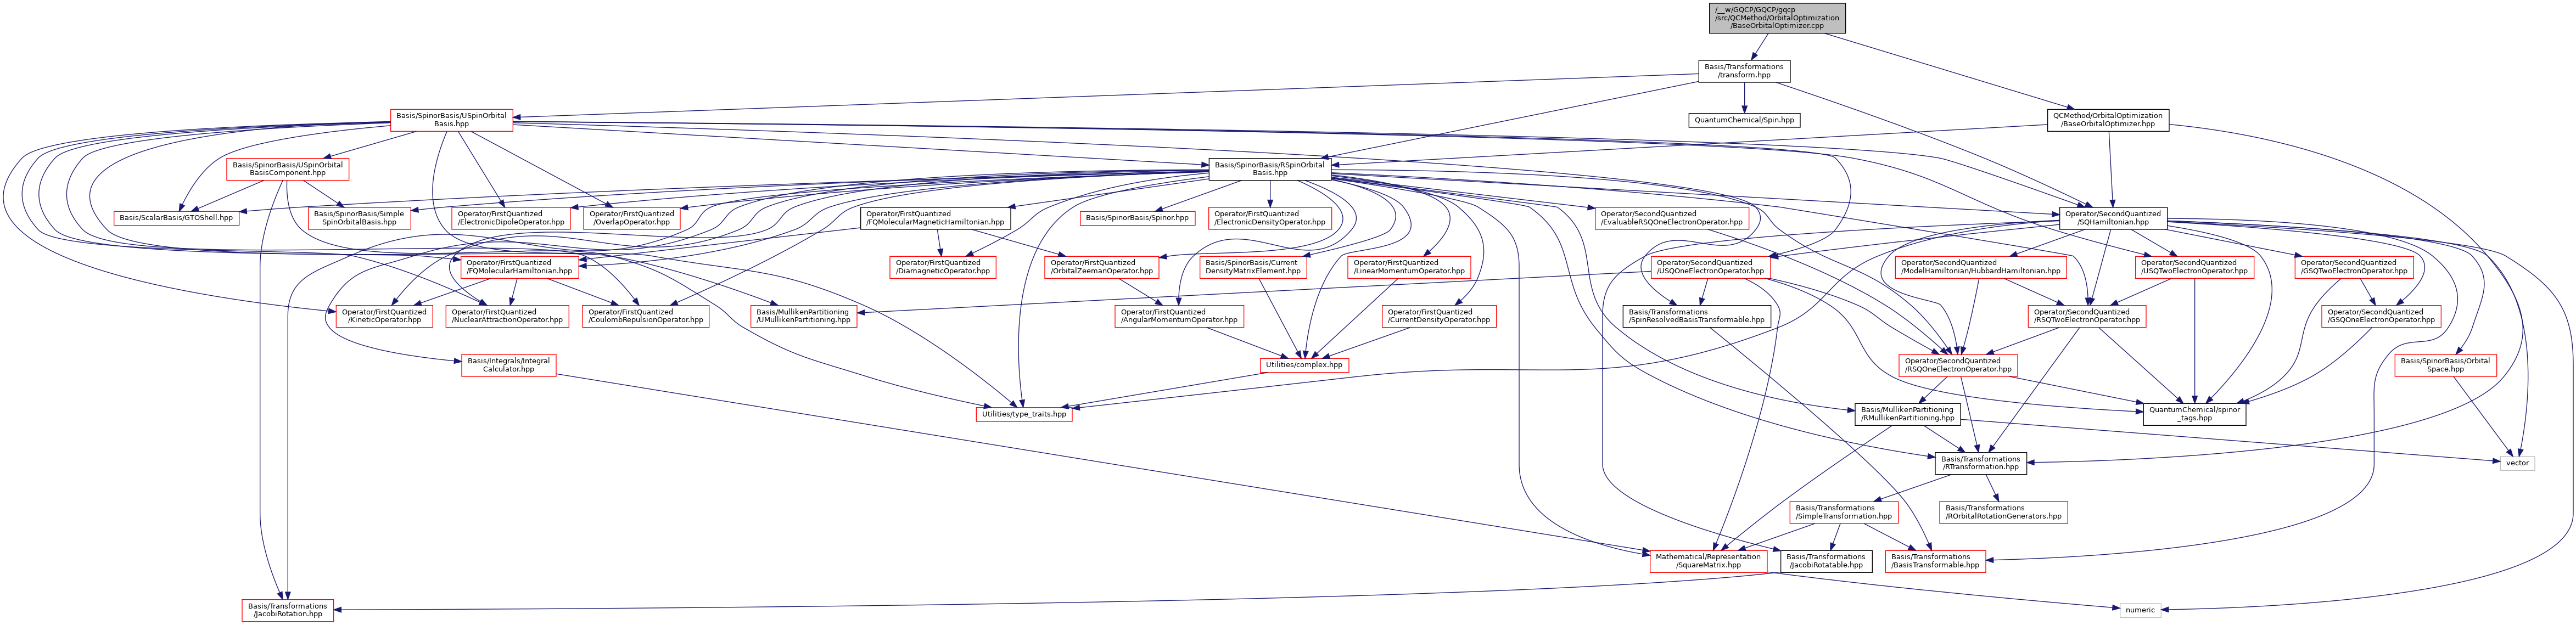 /__w/GQCP/GQCP/gqcp
/src/QCMethod/OrbitalOptimization
/BaseOrbitalOptimizer.cpp
Basis/Transformations
/transform.hpp
Basis/SpinorBasis/USpinOrbital
Basis.hpp
QuantumChemical/Spin.hpp
QCMethod/OrbitalOptimization
/BaseOrbitalOptimizer.hpp
Basis/SpinorBasis/USpinOrbital
BasisComponent.hpp
Basis/SpinorBasis/RSpinOrbital
Basis.hpp
Basis/ScalarBasis/GTOShell.hpp
Basis/SpinorBasis/Simple
SpinOrbitalBasis.hpp
Operator/FirstQuantized
/ElectronicDipoleOperator.hpp
Operator/FirstQuantized
/OverlapOperator.hpp
Operator/FirstQuantized
/FQMolecularMagneticHamiltonian.hpp
Basis/SpinorBasis/Spinor.hpp
Operator/FirstQuantized
/ElectronicDensityOperator.hpp
Operator/SecondQuantized
/EvaluableRSQOneElectronOperator.hpp
Operator/SecondQuantized
/SQHamiltonian.hpp
Operator/FirstQuantized
/FQMolecularHamiltonian.hpp
Operator/FirstQuantized
/DiamagneticOperator.hpp
Operator/FirstQuantized
/OrbitalZeemanOperator.hpp
Basis/SpinorBasis/Current
DensityMatrixElement.hpp
Operator/FirstQuantized
/LinearMomentumOperator.hpp
Operator/SecondQuantized
/USQOneElectronOperator.hpp
Operator/SecondQuantized
/ModelHamiltonian/HubbardHamiltonian.hpp
Operator/SecondQuantized
/USQTwoElectronOperator.hpp
Operator/SecondQuantized
/GSQTwoElectronOperator.hpp
Operator/FirstQuantized
/KineticOperator.hpp
Operator/FirstQuantized
/NuclearAttractionOperator.hpp
Operator/FirstQuantized
/CoulombRepulsionOperator.hpp
Basis/MullikenPartitioning
/UMullikenPartitioning.hpp
Operator/FirstQuantized
/AngularMomentumOperator.hpp
Operator/FirstQuantized
/CurrentDensityOperator.hpp
Basis/Transformations
/SpinResolvedBasisTransformable.hpp
Operator/SecondQuantized
/RSQTwoElectronOperator.hpp
Operator/SecondQuantized
/GSQOneElectronOperator.hpp
Basis/Integrals/Integral
Calculator.hpp
Utilities/complex.hpp
Operator/SecondQuantized
/RSQOneElectronOperator.hpp
Basis/SpinorBasis/Orbital
Space.hpp
Utilities/type_traits.hpp
Basis/MullikenPartitioning
/RMullikenPartitioning.hpp
QuantumChemical/spinor
_tags.hpp
Basis/Transformations
/RTransformation.hpp
vector
Basis/Transformations
/SimpleTransformation.hpp
Basis/Transformations
/ROrbitalRotationGenerators.hpp
Mathematical/Representation
/SquareMatrix.hpp
Basis/Transformations
/JacobiRotatable.hpp
Basis/Transformations
/BasisTransformable.hpp
Basis/Transformations
/JacobiRotation.hpp
numeric